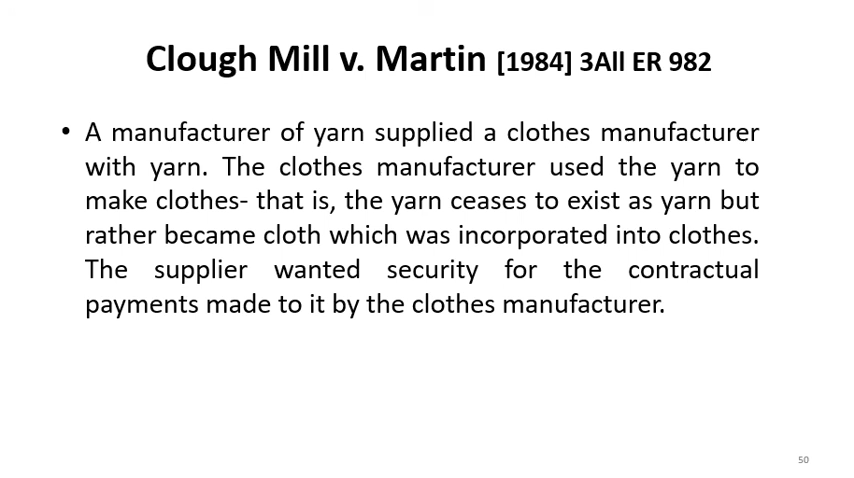 Clough Mill v. Martin [1984] 3All ER 982
• A manufacturer of yarn supplied a clothes manufacturer
with yarn. The clothes manufacturer used the yarn to
make clothes- that is, the yarn ceases to exist as yarn but
rather became cloth which was incorporated into clothes.
The supplier wanted security for the contractual
payments made to it by the clothes manufacturer.
50